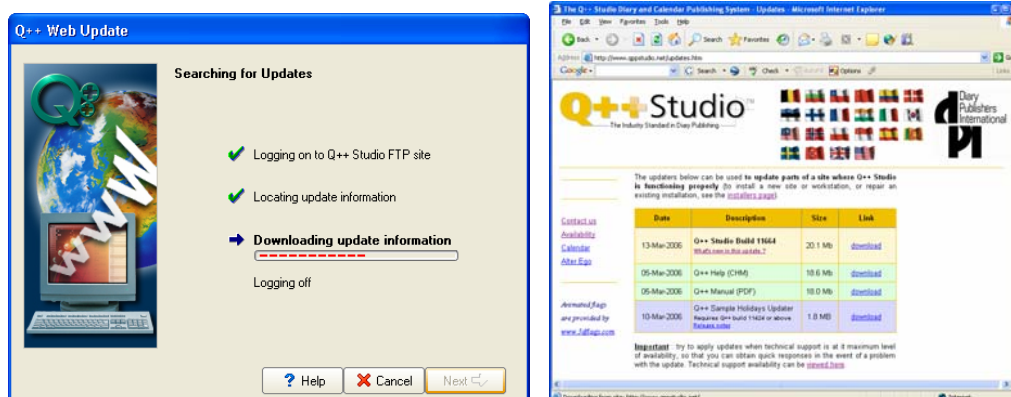 Q++ Web Update
Searching for Updates
Logging on to Q++ Studio FTP site
Locating update information
Downloading update information
Logging off
? Help
Cancel
Next
www
The Q++ Studio Diary and Calendar Publishing System - Updates - Microsoft Internet Explorer
File Edit View Favorites Tools Help
Back
Search
Favorites
Address
http://www.qppstudio.net/updates.htm
Google
Search
Check
Options
Links
Q++Studio
The Industry Standard in Diary Publishing
Diary
Publishers
International
dPI
The updaters below can be used to update parts of a site where Q++ Studio
is functioning properly (to install a new site or workstation, or repair an
existing installation, see the installers page).
Contact us
Availability
Calendar
Alter Ego
Animated flags
are provided by
www.3dflags.com
Date Description Size Link
13-Mar-2006 Q++ Studio Build 11664 20.1 Mb download
What's new in this update ?
05-Mar-2006 Q++ Help (CHM) 18.6 Mb download
05-Mar-2006 Q++ Manual (PDF) 18.0 Mb download
10-Mar-2006 Q++ Sample Holidays Updater 1.8 MB download
Requires Q++ build 11624 or above
Release notes
Important : try to apply updates when technical support is at it maximum level
of availability, so that you can obtain quick responses in the event of a problem
with the update. Technical support availability can be viewed here.